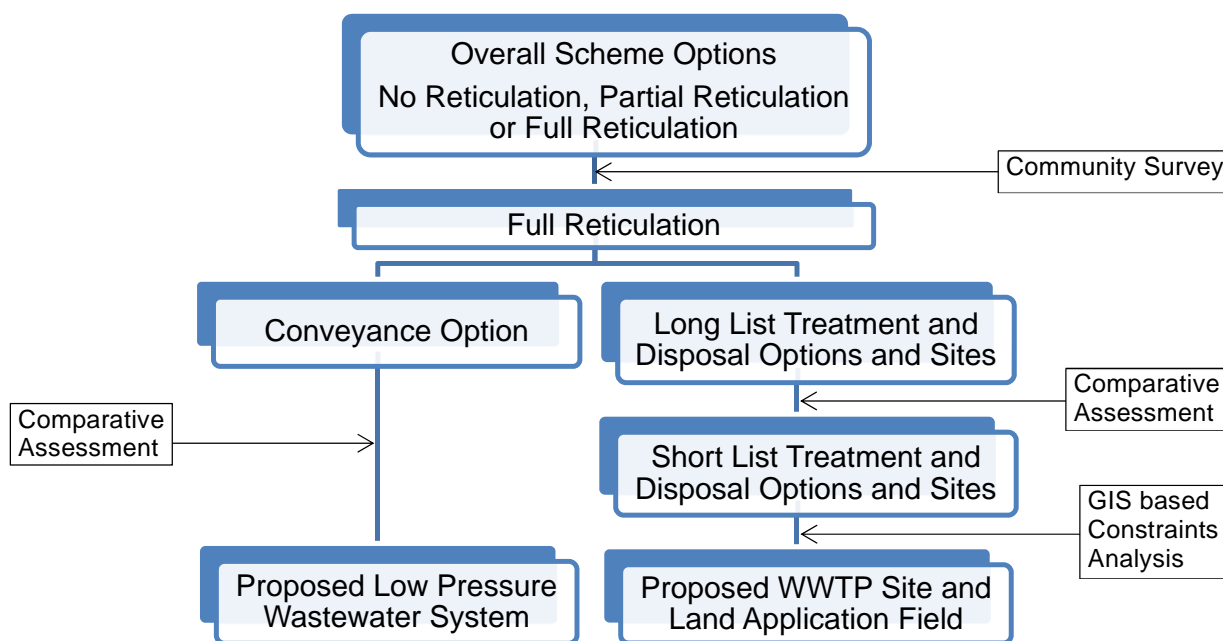 Overall Scheme Options
No Reticulation, Partial Reticulation
or Full Reticulation
Community Survey
Full Reticulation
Conveyance Option
Long List Treatment and
Disposal Options and Sites
Comparative
Assessment
Comparative
Assessment
Short List Treatment and
Disposal Options and Sites
GIS based
Constraints
Analysis
Proposed Low Pressure
Wastewater System
Proposed WWTP Site and
Land Application Field